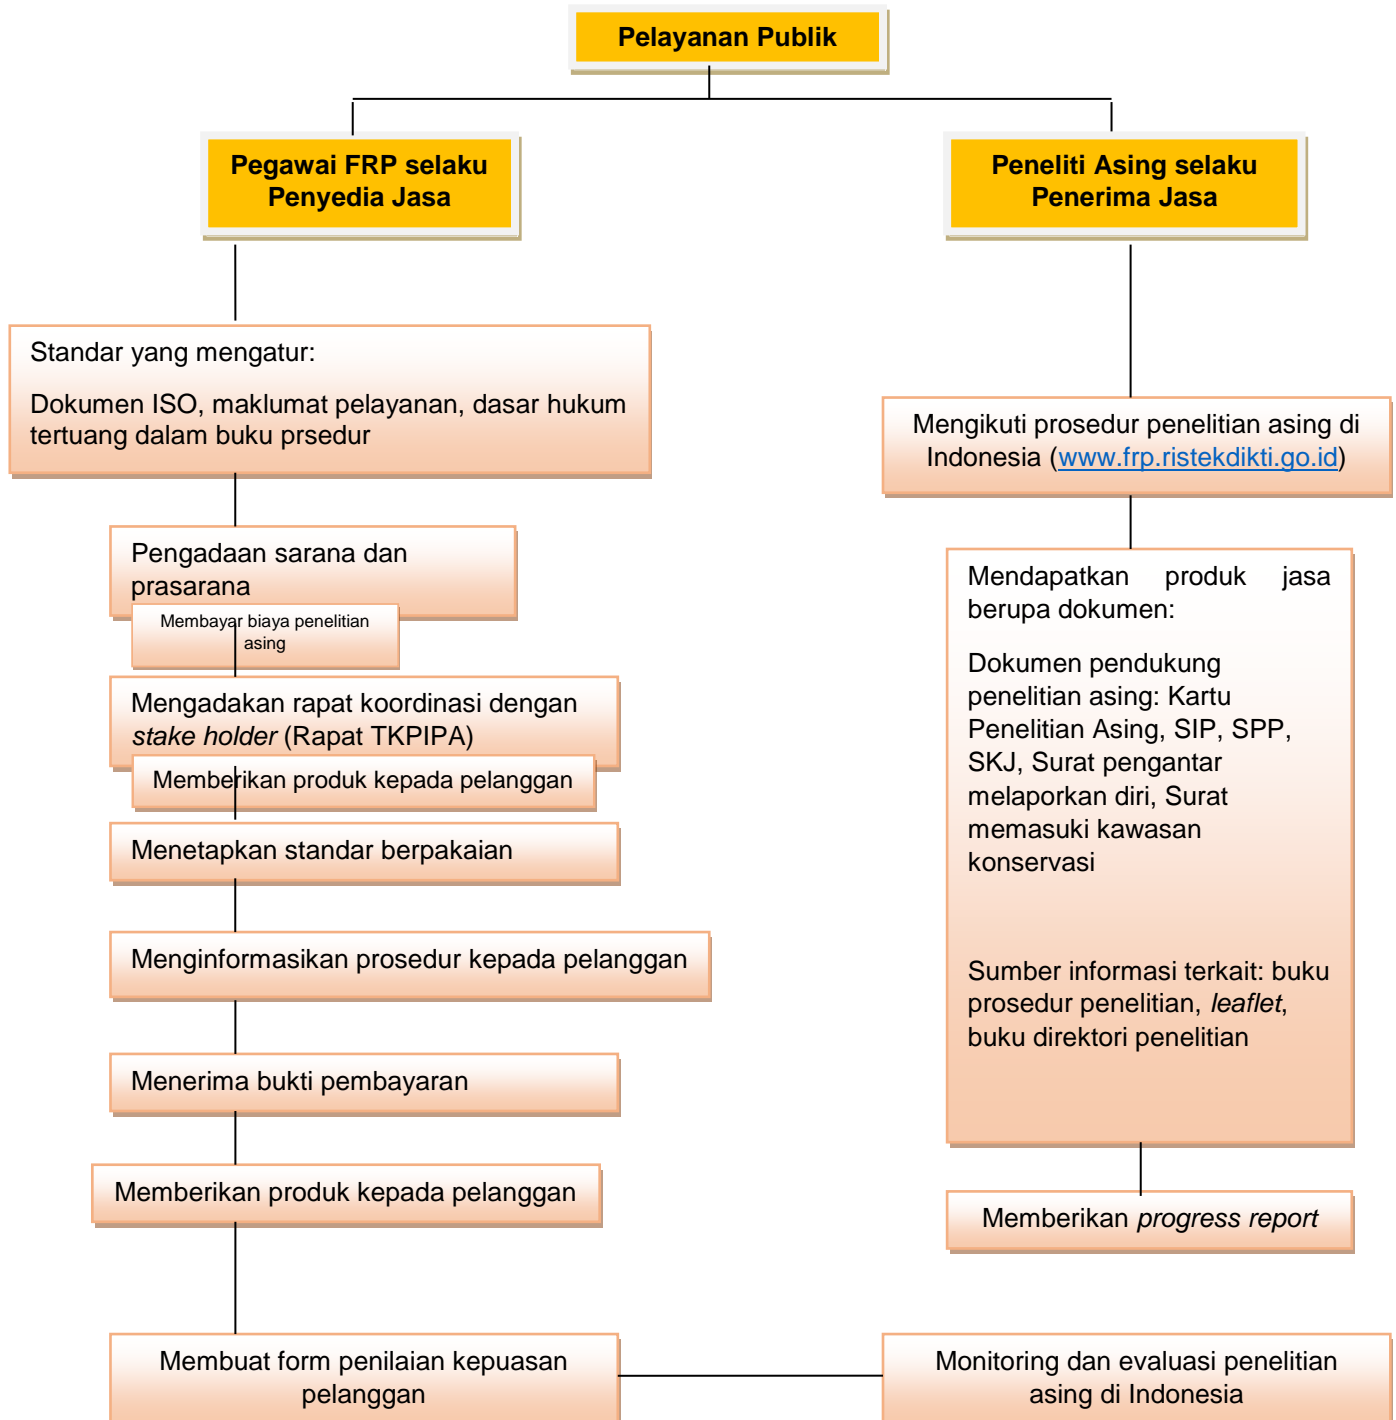 Pelayanan Publik
Pegawai FRP selaku
Penyedia Jasa
Peneliti Asing selaku
Penerima Jasa
Standar yang mengatur:
Dokumen ISO, maklumat pelayanan, dasar hukum
tertuang dalam buku prsedur
Pengadaan sarana dan
prasarana
Membayar biaya penelitian
asing
Mengadakan rapat koordinasi dengan
stake holder (Rapat TKPIPA)
Memberikan produk kepada pelanggan
Menetapkan standar berpakaian
Menginformasikan prosedur kepada pelanggan
Menerima bukti pembayaran
Memberikan produk kepada pelanggan
Membuat form penilaian kepuasan
pelanggan
Mengikuti prosedur penelitian asing di
Indonesia (www.frp.ristekdikti.go.id)
Mendapatkan produk jasa
berupa dokumen:
Dokumen pendukung
penelitian asing: Kartu
Penelitian Asing, SIP, SPP,
SKJ, Surat pengantar
melaporkan diri, Surat
memasuki kawasan
konservasi
Sumber informasi terkait: buku
prosedur penelitian, leaflet,
buku direktori penelitian
Memberikan progress report
Monitoring dan evaluasi penelitian
asing di Indonesia